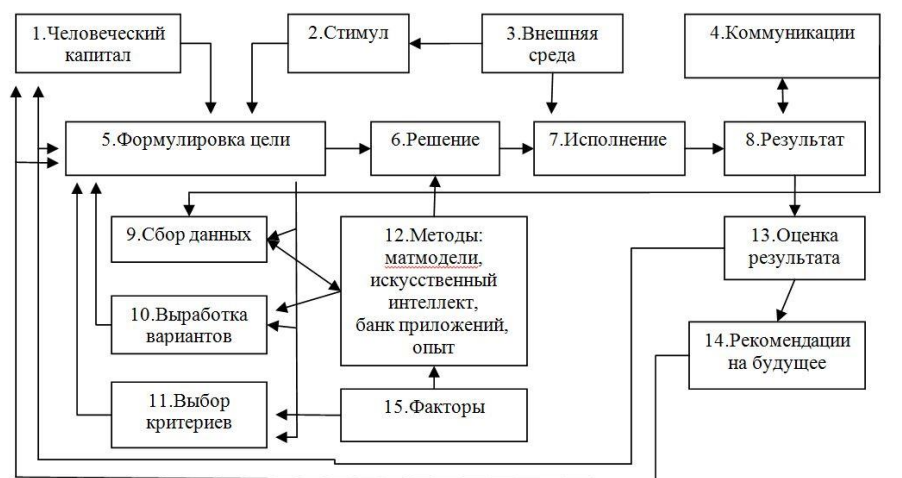 1.Человеческий
капитал
2.Стимул
3.Внешняя
среда
4.Коммуникации
5.Формулировка цели
6.Решение
7.Исполнение
8.Результат
9.Сбор данных
10.Выработка
вариантов
11.Выбор
критериев
12.Методы:
матмодели,
искусственный
интеллект,
банк приложений,
опыт
13.Оценка
результата
14.Рекомендации
на будущее
15.Факторы